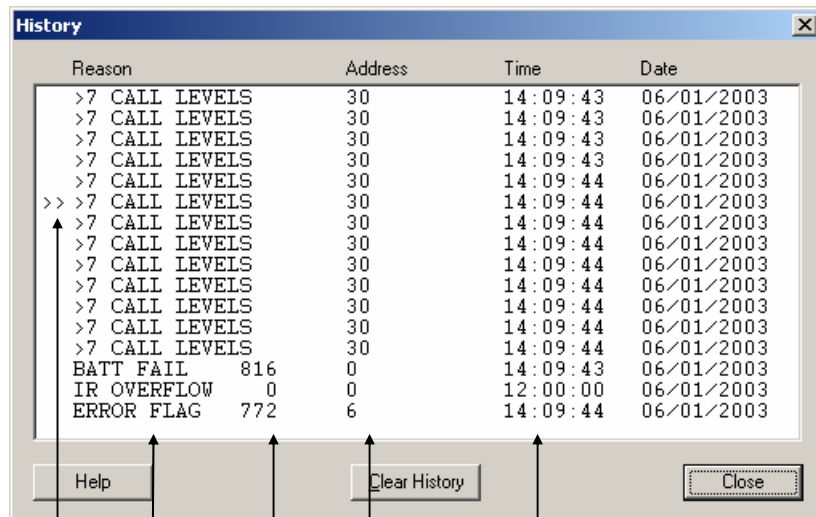 History
Reason Address Time Date
>7 CALL LEVELS 30 14:09:43 06/01/2003
>7 CALL LEVELS 30 14:09:43 06/01/2003
>7 CALL LEVELS 30 14:09:43 06/01/2003
>7 CALL LEVELS 30 14:09:43 06/01/2003
>7 CALL LEVELS 30 14:09:44 06/01/2003
>> >7 CALL LEVELS 30 14:09:44 06/01/2003
>7 CALL LEVELS 30 14:09:44 06/01/2003
>7 CALL LEVELS 30 14:09:44 06/01/2003
>7 CALL LEVELS 30 14:09:44 06/01/2003
>7 CALL LEVELS 30 14:09:44 06/01/2003
>7 CALL LEVELS 30 14:09:44 06/01/2003
>7 CALL LEVELS 30 14:09:44 06/01/2003
>7 CALL LEVELS 30 14:09:44 06/01/2003
BATT FAIL 816 0 14:09:43 06/01/2003
IR OVERFLOW 0 0 12:00:00 06/01/2003
ERROR FLAG 772 6 14:09:44 06/01/2003
Help Clear History Close